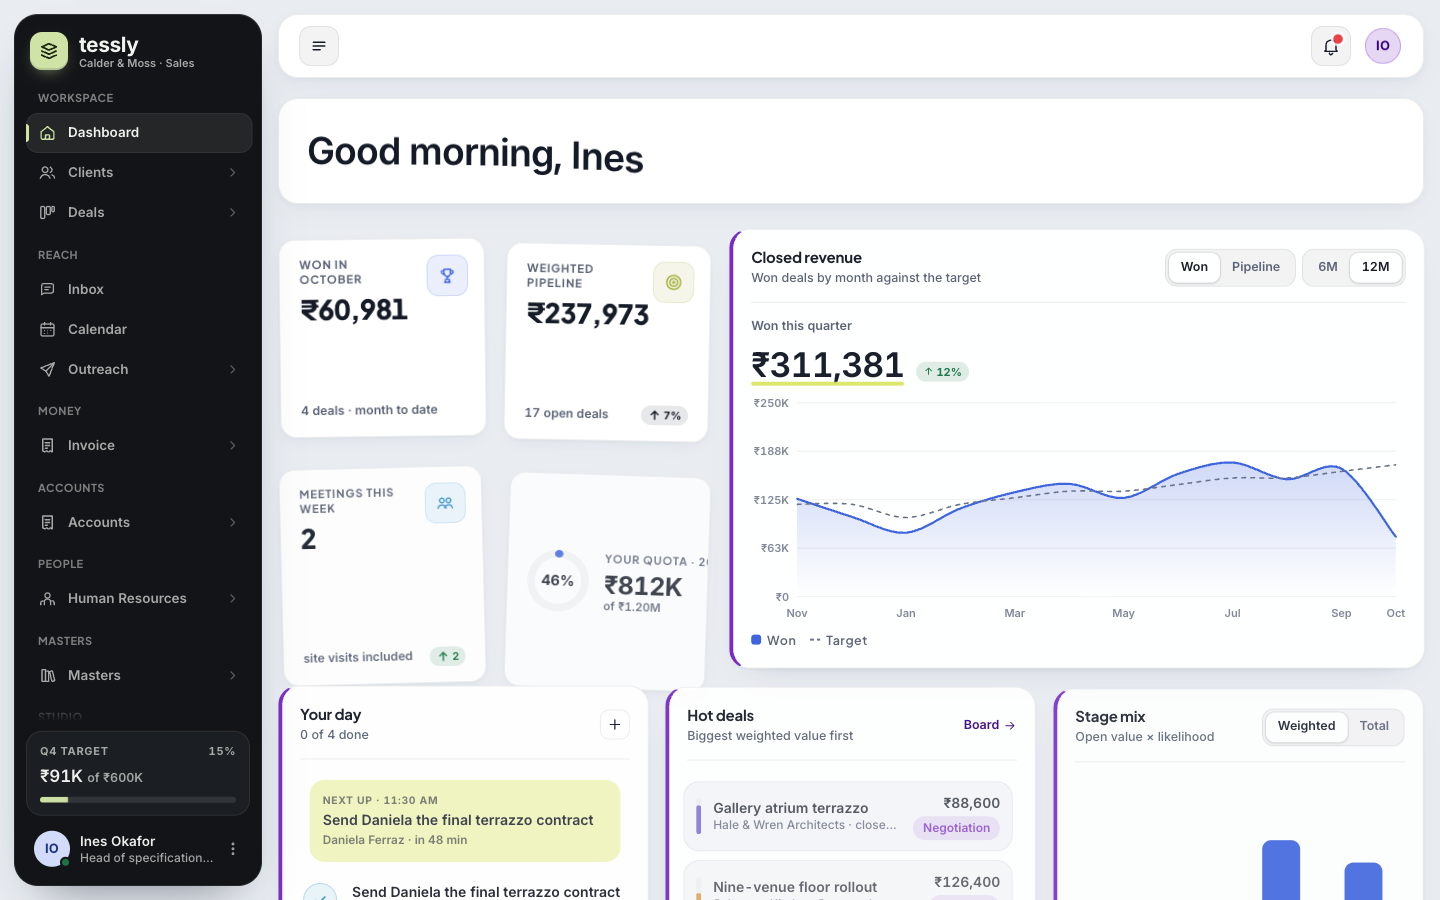 tessly
Calder & Moss · Sales
WORKSPACE
Dashboard
Clients
Deals
REACH
Inbox
Calendar
Outreach
MONEY
Invoice
ACCOUNTS
Accounts
PEOPLE
Human Resources
MASTERS
Masters
STUDIO
Q4 TARGET 15%
₹91K of ₹600K
IO
Ines Okafor
Head of specification...
IO
Good morning, Ines
WON IN
OCTOBER
₹60,981
4 deals · month to date
WEIGHTED
PIPELINE
₹237,973
17 open deals
↑ 7%
MEETINGS THIS
WEEK
2
site visits included
↑ 2
46%
YOUR QUOTA · 2
₹812K
of ₹1.20M
Closed revenue
Won deals by month against the target
Won Pipeline
6M 12M
Won this quarter
₹311,381
↑ 12%
₹250K
₹188K
₹125K
₹63K
₹0
Nov Jan Mar May Jul Sep Oct
Won Target
Your day
0 of 4 done
NEXT UP · 11:30 AM
Send Daniela the final terrazzo contract
Daniela Ferraz · in 48 min
Send Daniela the final terrazzo contract
Hot deals
Biggest weighted value first
Board →
Gallery atrium terrazzo
Hale & Wren Architects · close...
₹88,600
Negotiation
Nine-venue floor rollout
₹126,400
Stage mix
Open value × likelihood
Weighted Total